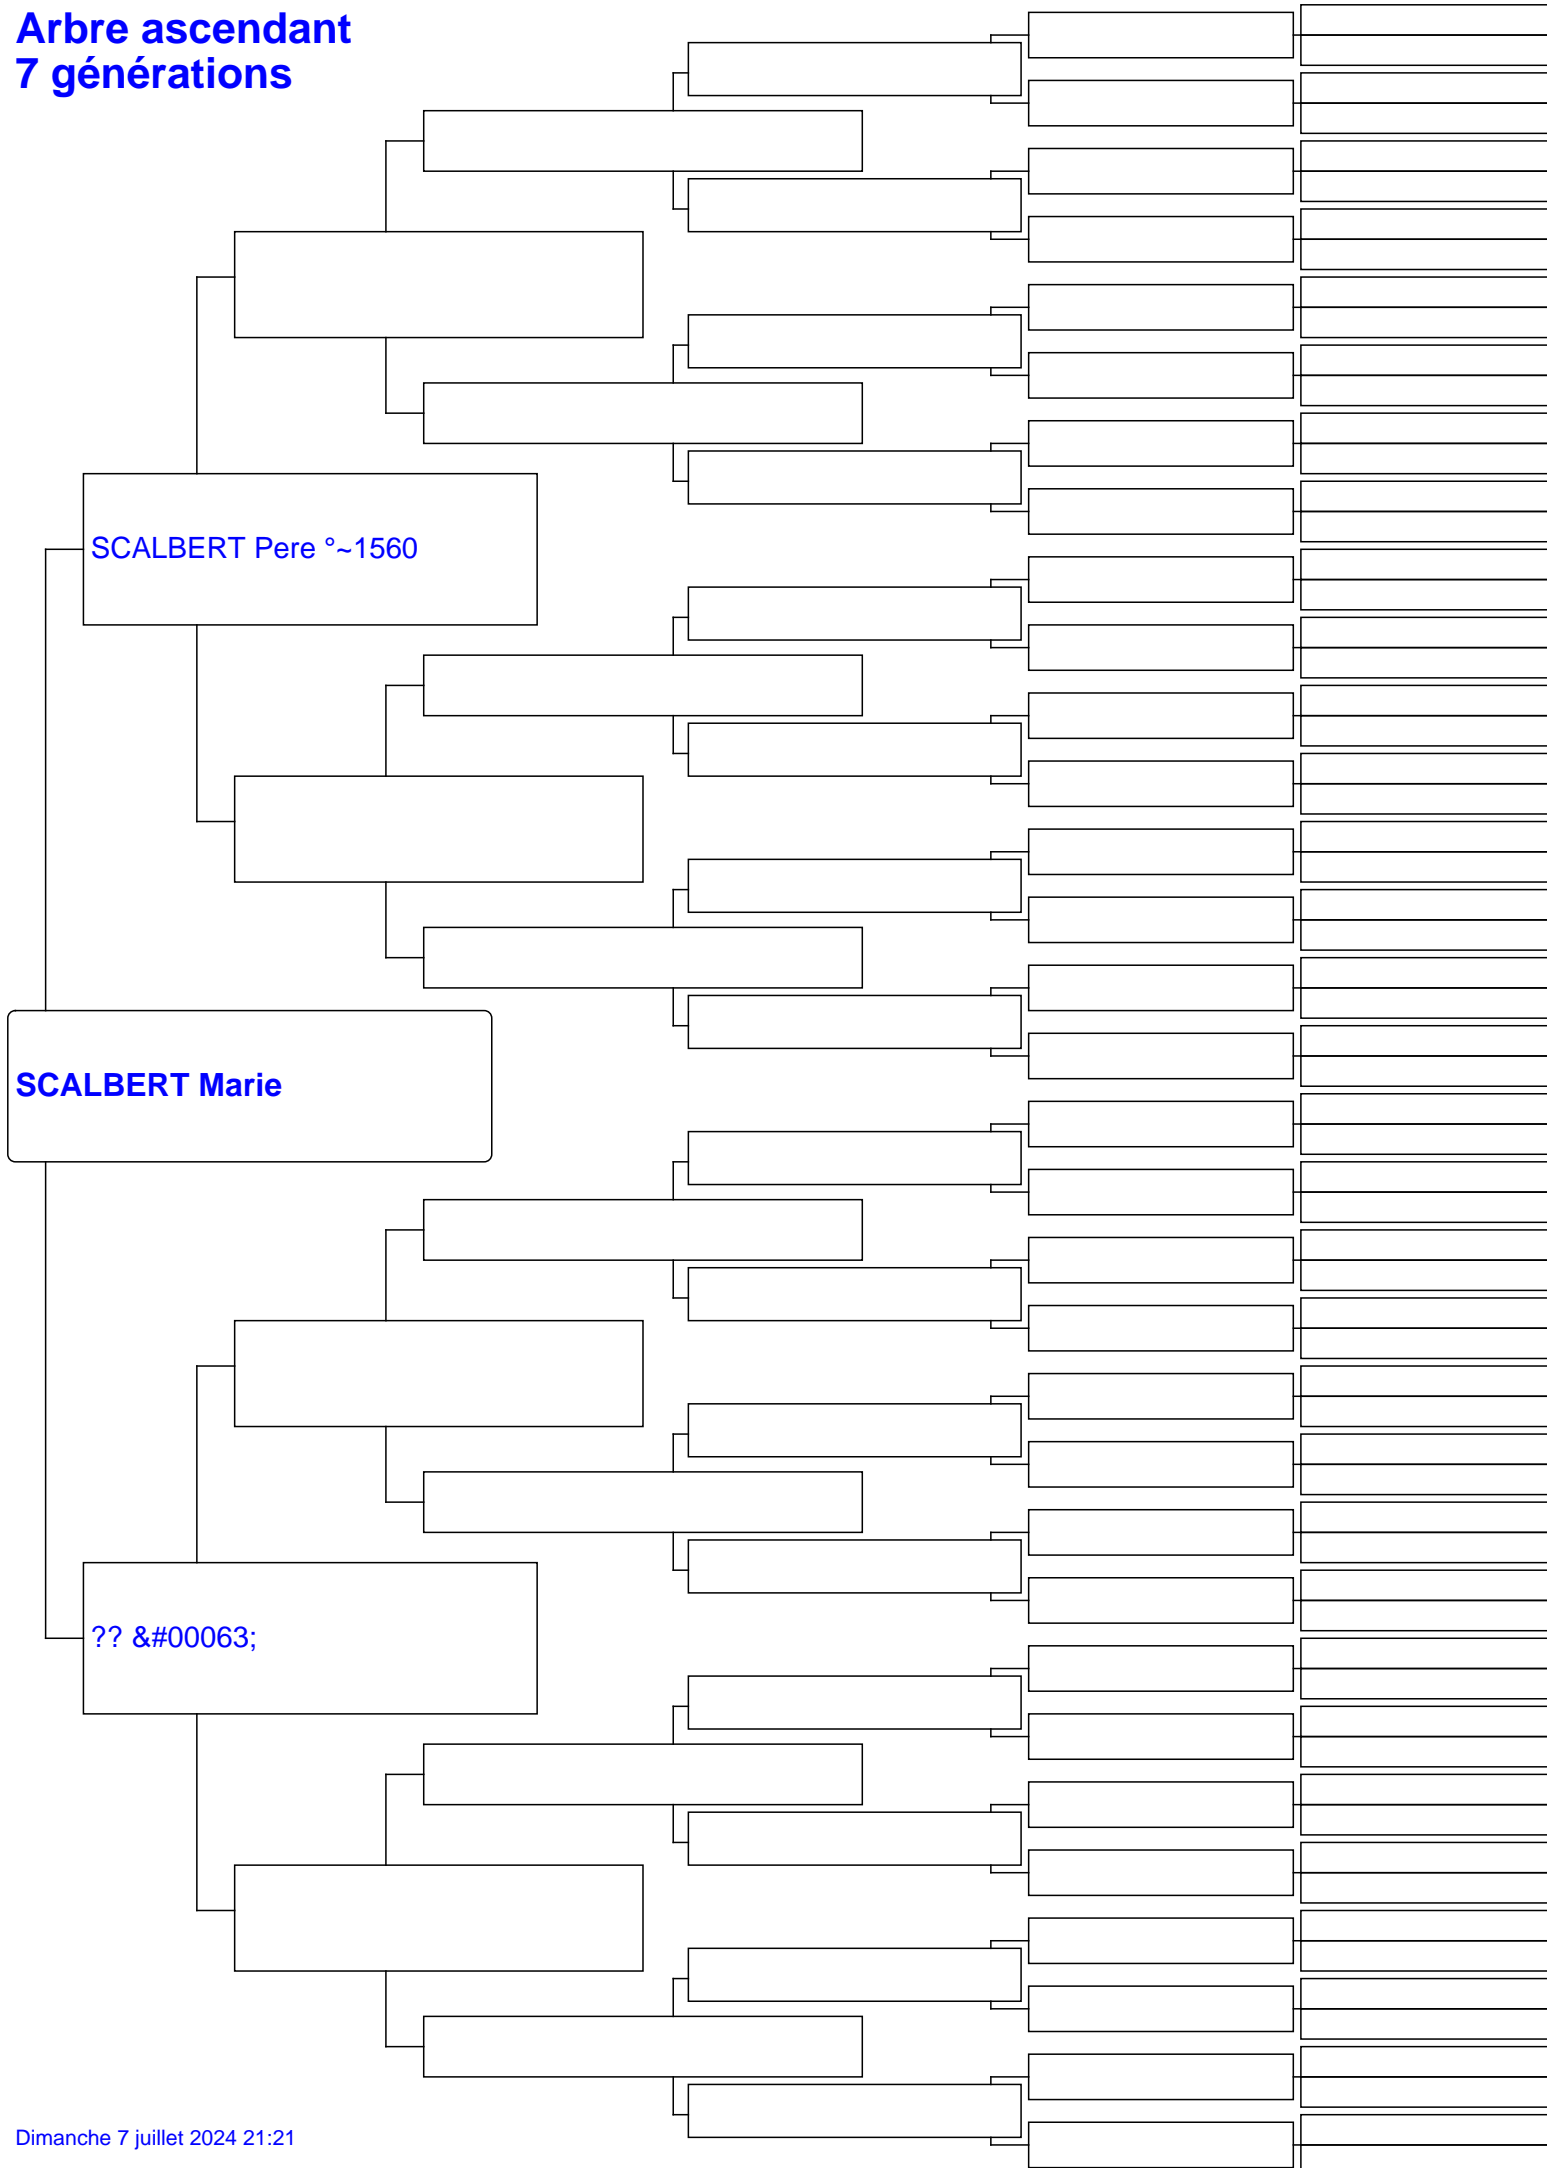 Arbre ascendant
7 générations
SCALBERT Pere °~1560
SCALBERT Marie
?? &#00063;
Dimanche 7 juillet 2024 21:21